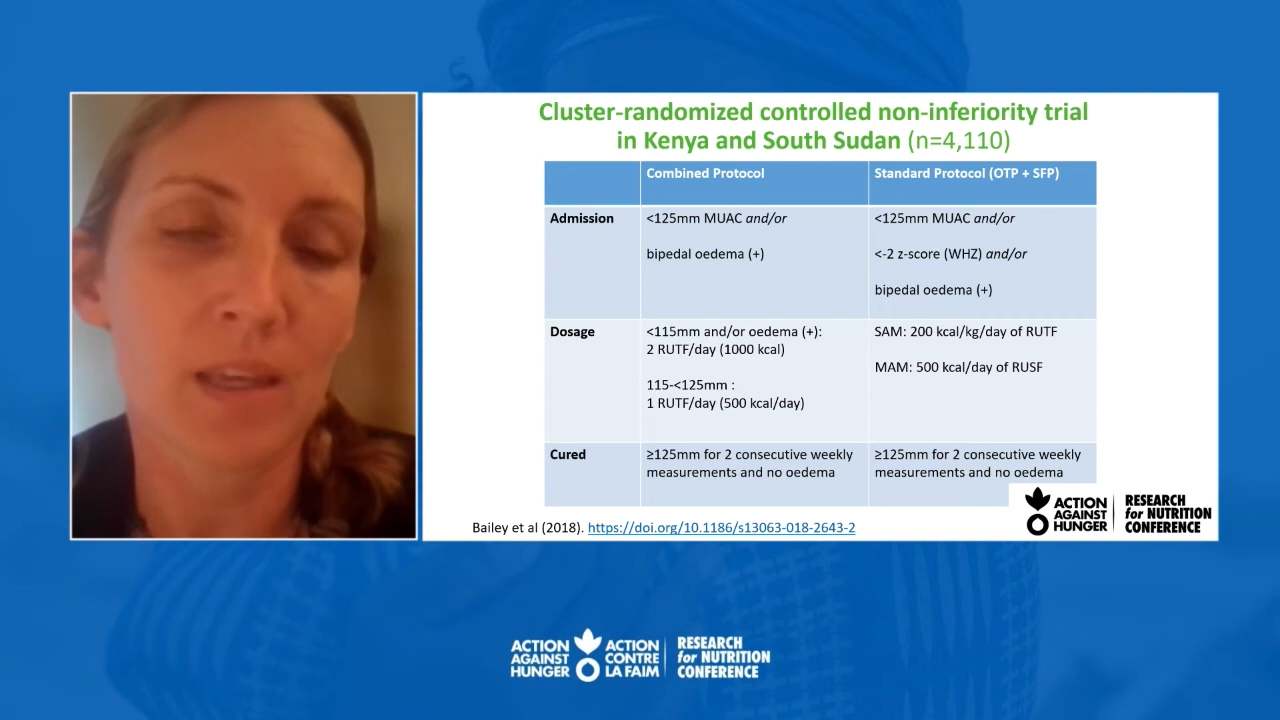 Cluster-randomized controlled non-inferiority trial
in Kenya and South Sudan (n=4,110)
Combined Protocol
Standard Protocol (OTP + SFP)
Admission
<125mm MUAC and/or
bipedal oedema (+)
<125mm MUAC and/or
<-2 z-score (WHZ) and/or
bipedal oedema (+)
Dosage
<115mm and/or oedema (+):
2 RUTF/day (1000 kcal)
115-<125mm :
1 RUTF/day (500 kcal/day)
SAM: 200 kcal/kg/day of RUTF
MAM: 500 kcal/day of RUSF
Cured
≥125mm for 2 consecutive weekly
measurements and no oedema
≥125mm for 2 consecutive weekly
measurements and no oedema
Bailey et al (2018). https://doi.org/10.1186/s13063-018-2643-2
ACTION
AGAINST
HUNGER
RESEARCH
for NUTRITION
CONFERENCE
ACTION
AGAINST
HUNGER
ACTION
CONTRE
LA FAIM
RESEARCH
for NUTRITION
CONFERENCE